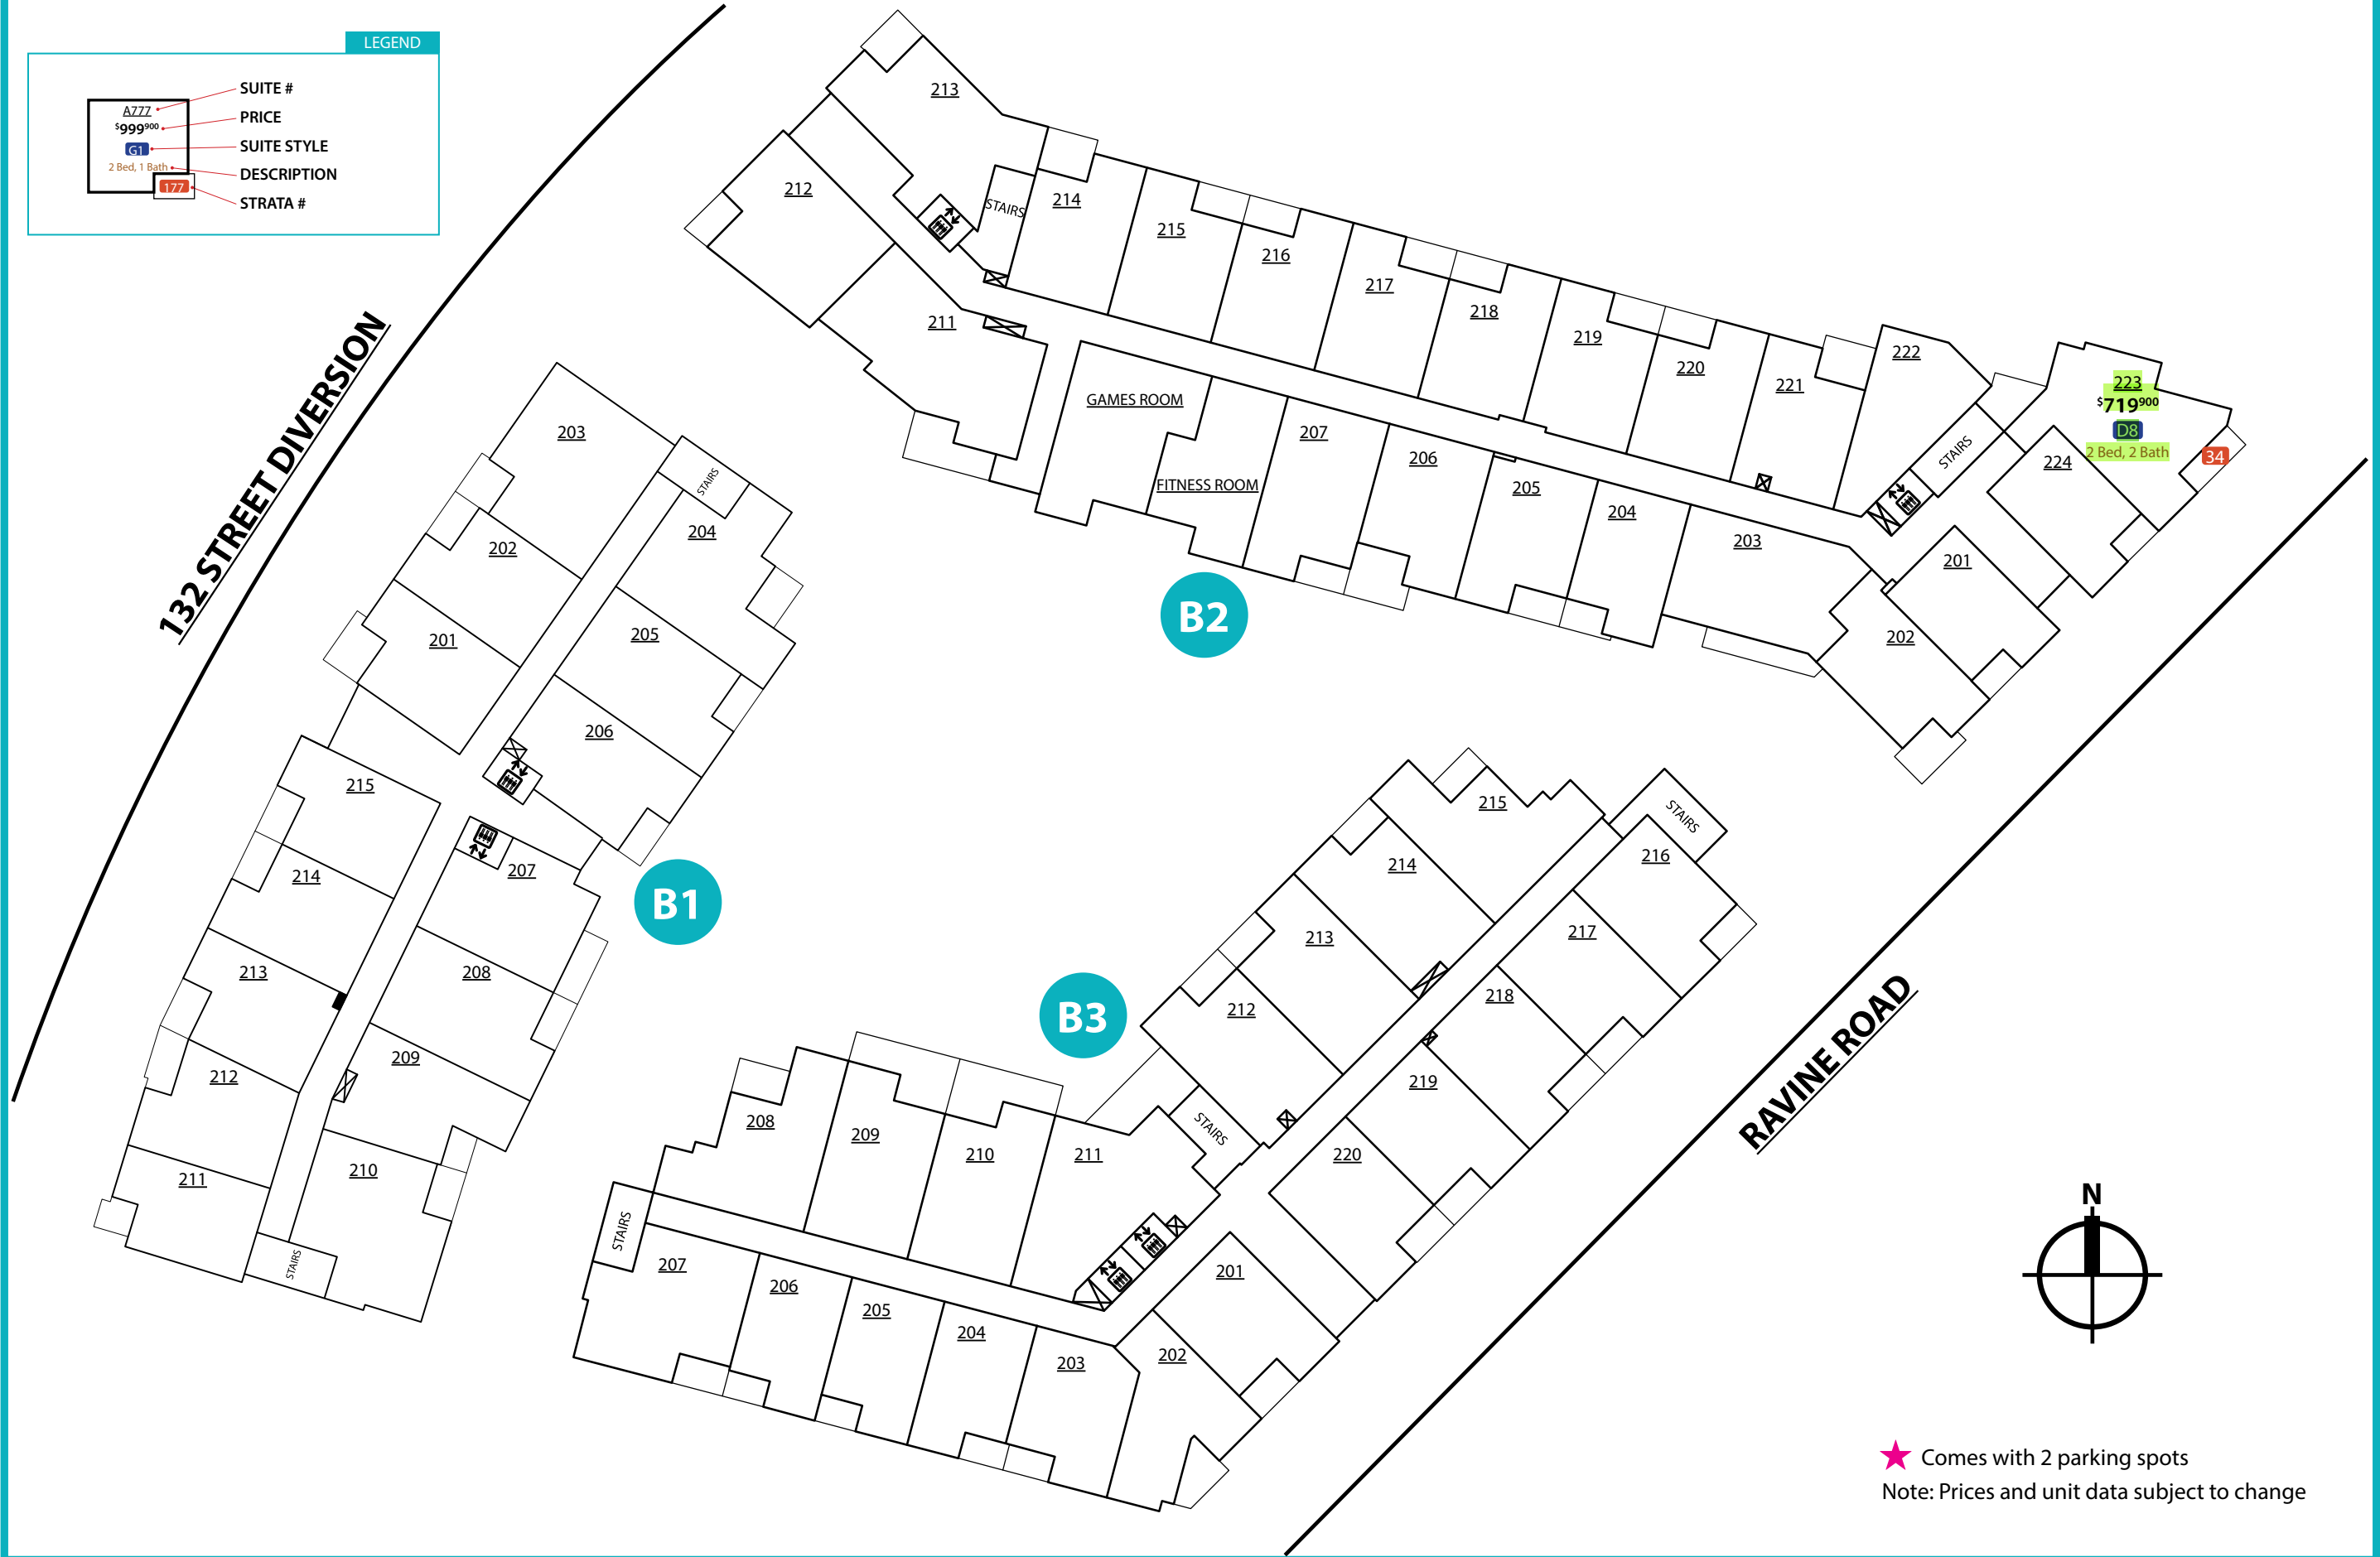 LEGEND
A777
$999900
G1
2 Bed, 1 Bath
177
SUITE #
PRICE
SUITE STYLE
DESCRIPTION
STRATA #
132 STREET DIVERSION
213
212
STAIRS
214
215
216
217
218
219
220
221
222
223
$719900
D8
2 Bed, 2 Bath
34
STAIRS
224
211
GAMES ROOM
FITNESS ROOM
207
206
205
204
203
201
202
B2
203
STAIRS
204
202
205
201
206
215
207
214
213
208
209
212
211
210
STAIRS
B1
B3
215
STAIRS
214
216
213
217
212
218
219
STAIRS
220
208
209
210
211
STAIRS
207
206
205
204
203
201
202
RAVINE ROAD
N
Comes with 2 parking spots
Note: Prices and unit data subject to change